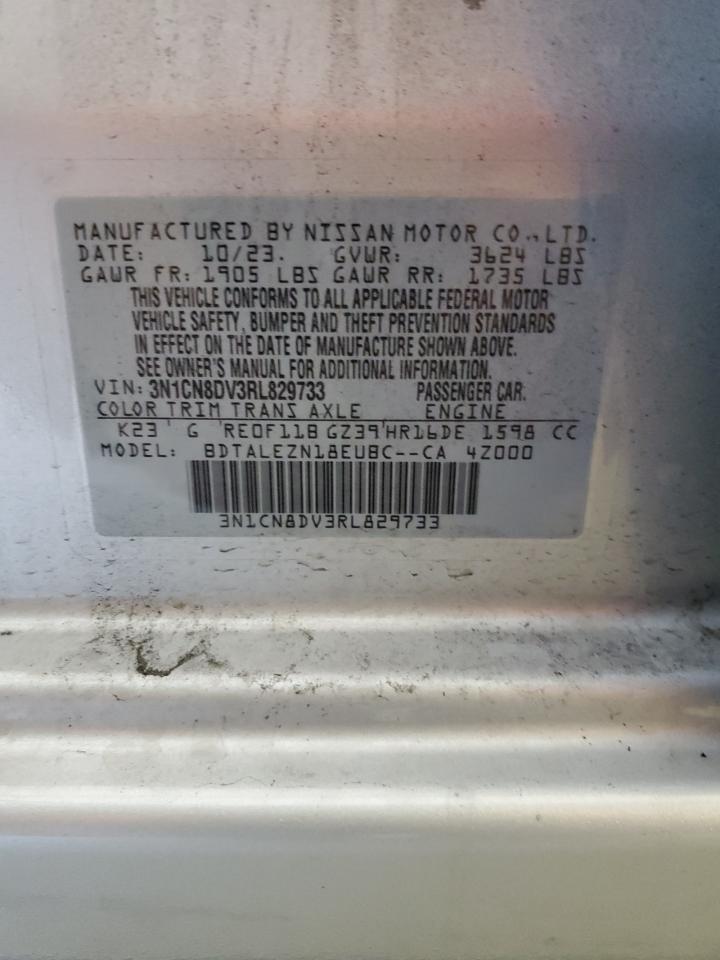 MANUFACTURED BY NISSAN MOTOR CO., LTD.
DATE: 10/23. GVWR: 3624 LBS
GAWR FR: 1905 LBS GAWR RR: 1735 LBS
THIS VEHICLE CONFORMS TO ALL APPLICABLE FEDERAL MOTOR
VEHICLE SAFETY, BUMPER AND THEFT PREVENTION STANDARDS
IN EFFECT ON THE DATE OF MANUFACTURE SHOWN ABOVE.
SEE OWNER'S MANUAL FOR ADDITIONAL INFORMATION.
VIN: 3N1CN8DV3RL829733 PASSENGER CAR.
COLOR TRIM TRANS AXLE ENGINE
K23 G RE0F11B GZ39 HR16DE 1598 CC
MODEL: BDTALEZN18EUBC--CA 4Z000
3N1CN8DV3RL829733